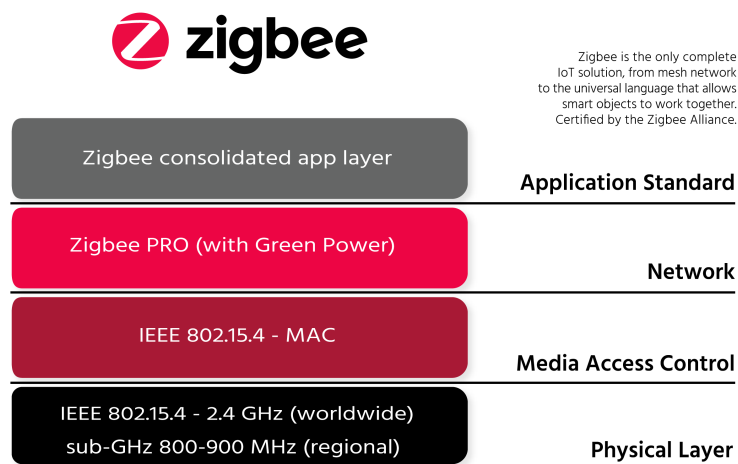 zigbee
Zigbee is the only complete
IoT solution, from mesh network
to the universal language that allows
smart objects to work together.
Certified by the Zigbee Alliance.
Zigbee consolidated app layer
Application Standard
Zigbee PRO (with Green Power)
Network
IEEE 802.15.4 - MAC
Media Access Control
IEEE 802.15.4 - 2.4 GHz (worldwide)
sub-GHz 800-900 MHz (regional)
Physical Layer